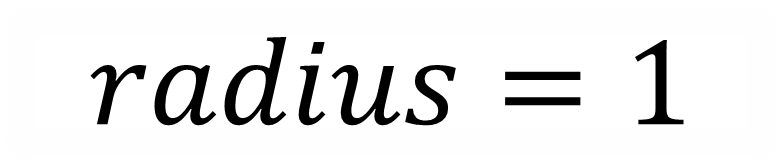 radius = 1